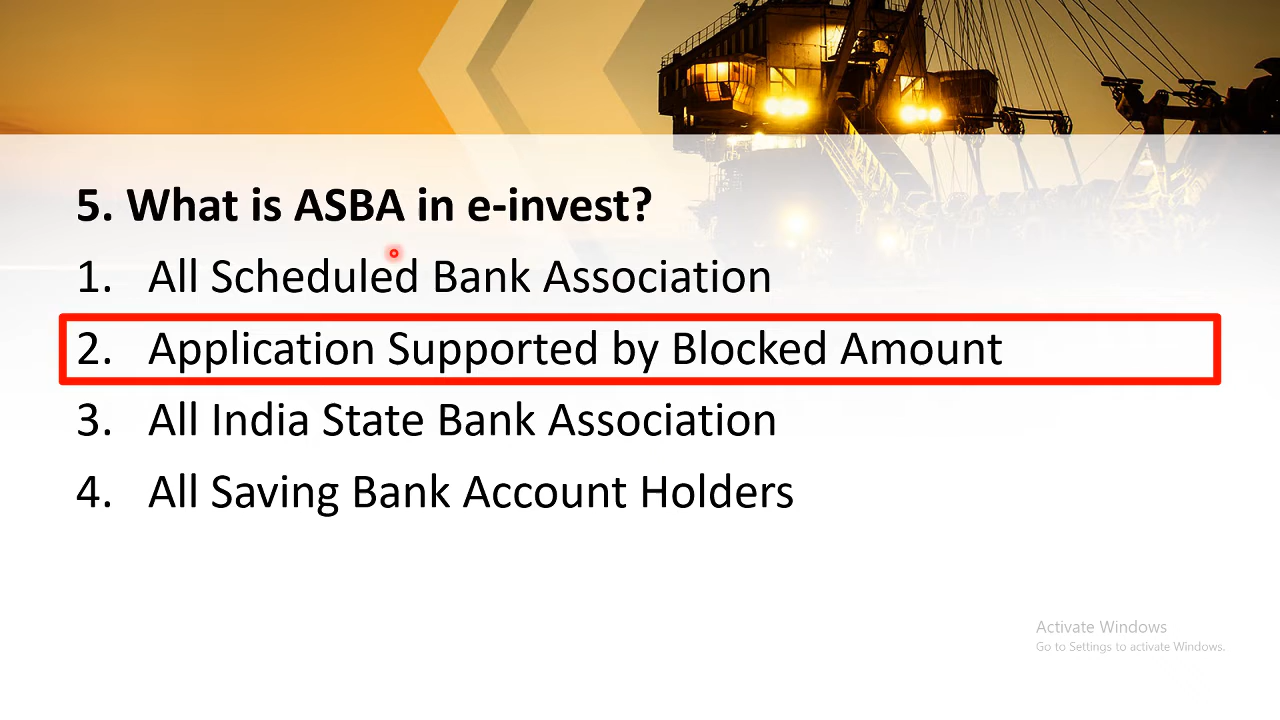 5. What is ASBA in e-invest?
1. All Scheduled Bank Association
2. Application Supported by Blocked Amount
3. All India State Bank Association
4. All Saving Bank Account Holders
Activate Windows
Go to Settings to activate Windows.